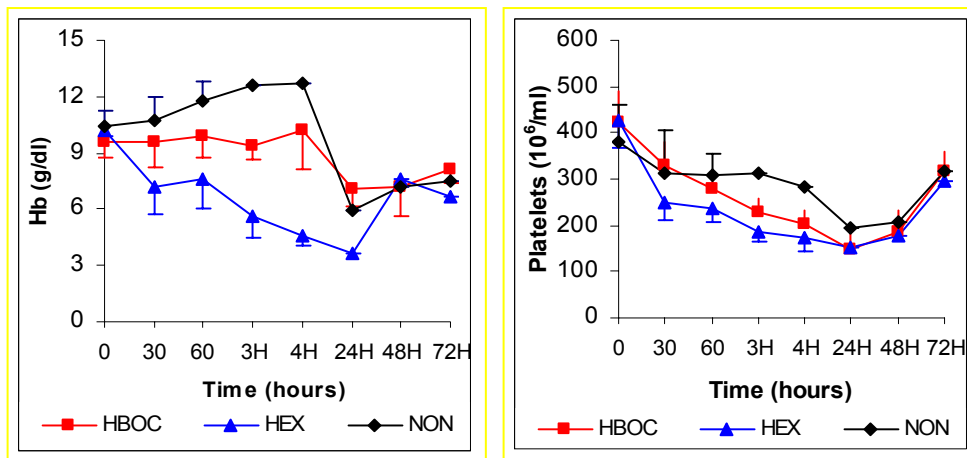 15
12
9
6
3
0
Hb (g/dl)
0 30 60 3H 4H 24H 48H 72H
Time (hours)
HBOC HEX NON
600
500
400
300
200
100
0
Platelets (10⁶/ml)
0 30 60 3H 4H 24H 48H 72H
Time (hours)
HBOC HEX NON